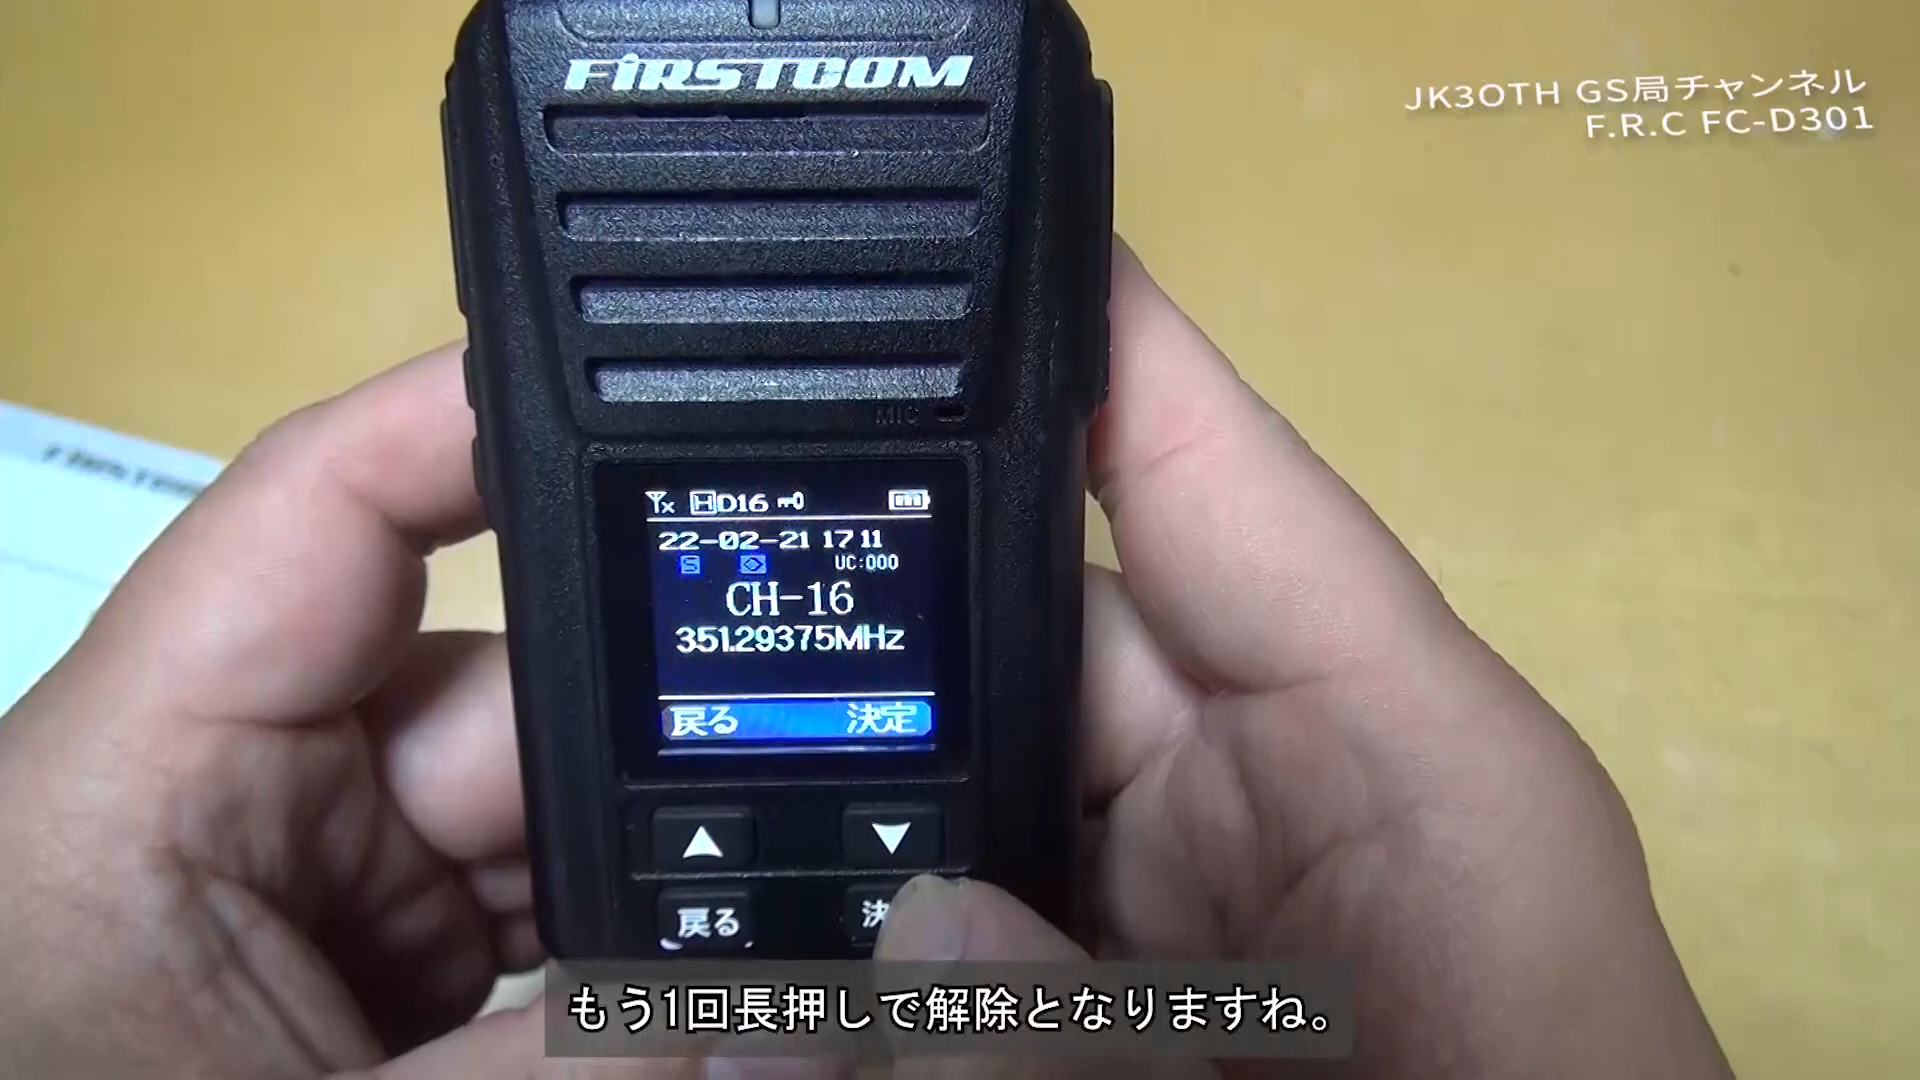 FIRSTCOM
JK3OTH GS局チャンネル
F.R.C FC-D301
MIC
Tx H D16
22-02-21 17 11
S UC:000
CH-16
351.29375MHz
戻る 決定
戻る 決
もう1回長押しで解除となりますね。